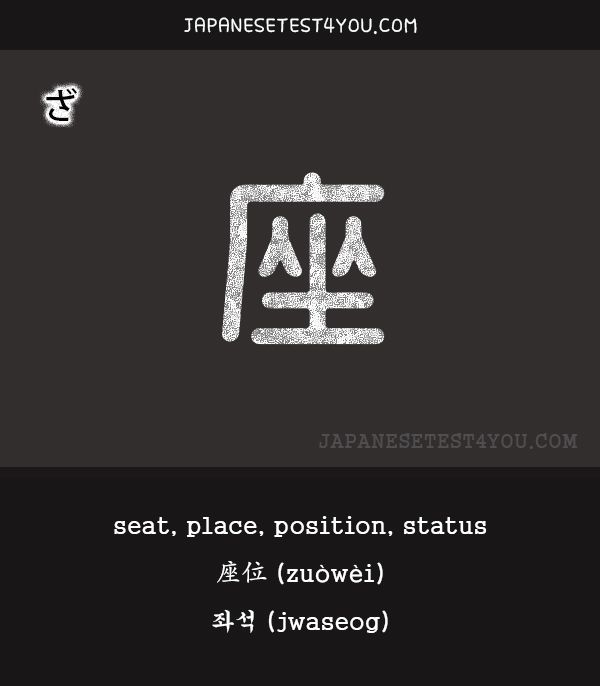 JAPANESETEST4YOU.COM
ざ
座
JAPANESETEST4YOU.COM
seat, place, position, status
座位 (zuòwèi)
좌석 (jwaseog)